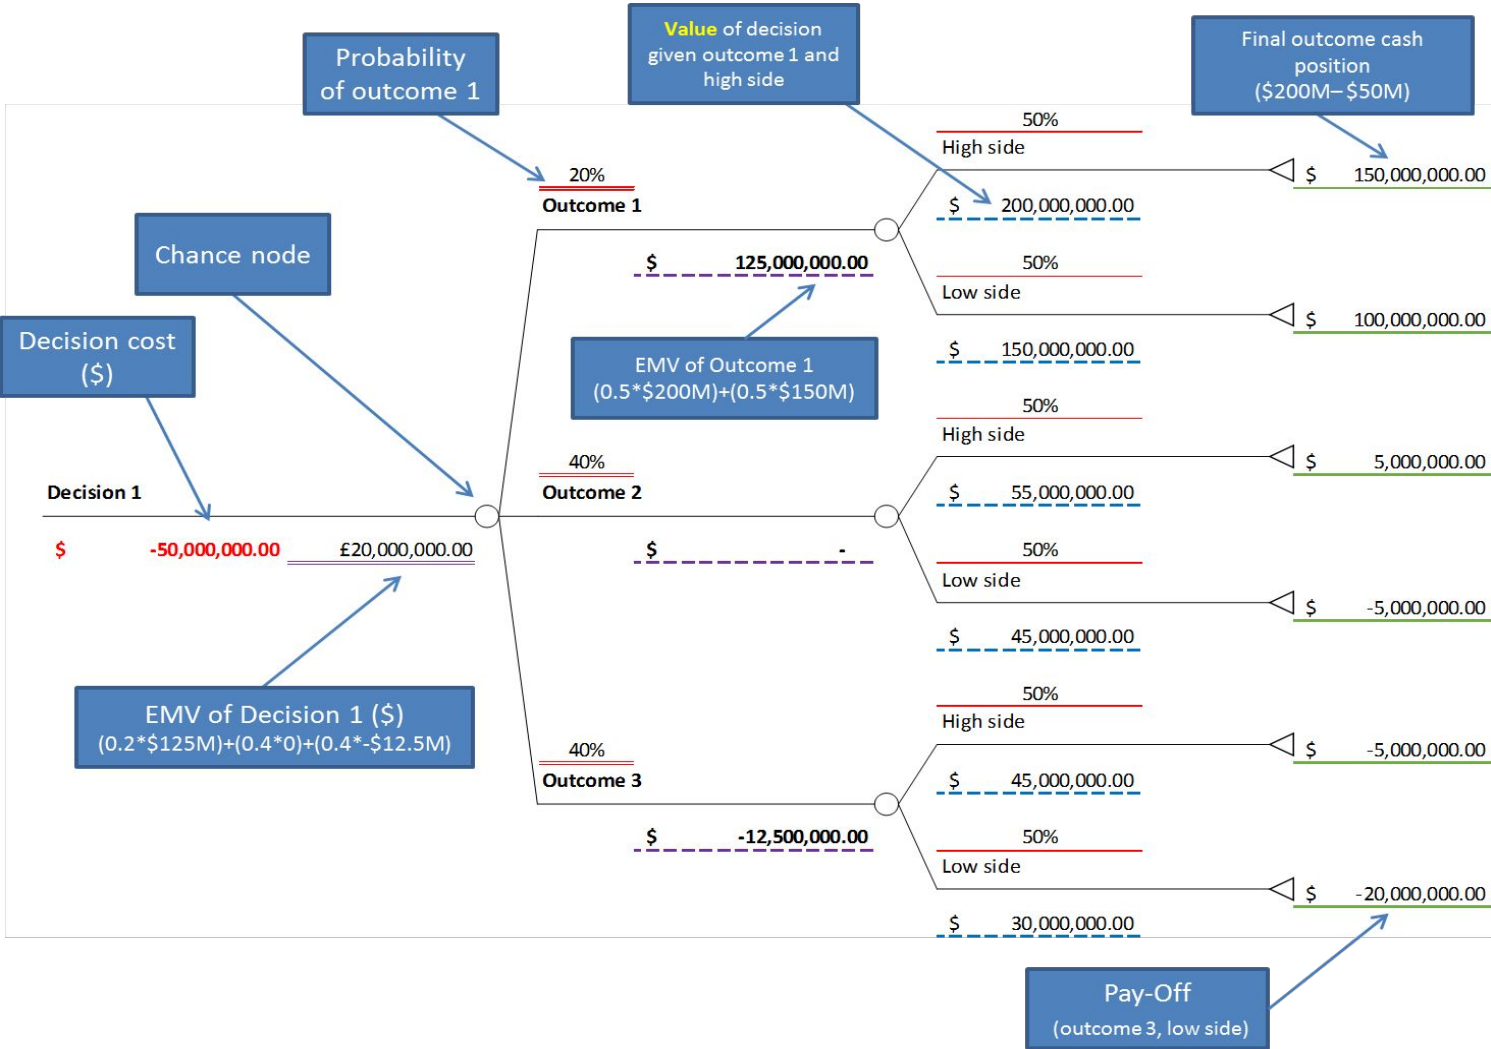 Probability
of outcome 1
Value of decision
given outcome 1 and
high side
Final outcome cash
position
($200M– $50M)
50%
High side
$ 150,000,000.00
20%
Outcome 1
$ 200,000,000.00
Chance node
$ 125,000,000.00
50%
Low side
$ 100,000,000.00
Decision cost
($)
EMV of Outcome 1
(0.5*$200M)+(0.5*$150M)
$ 150,000,000.00
50%
High side
40%
$ 5,000,000.00
Decision 1
Outcome 2
$ 55,000,000.00
$ -50,000,000.00 £20,000,000.00
$ -
50%
Low side
$ -5,000,000.00
$ 45,000,000.00
EMV of Decision 1 ($)
(0.2*$125M)+(0.4*0)+(0.4*-$12.5M)
50%
High side
40%
$ -5,000,000.00
Outcome 3
$ 45,000,000.00
$ -12,500,000.00
50%
Low side
$ -20,000,000.00
$ 30,000,000.00
Pay-Off
(outcome 3, low side)